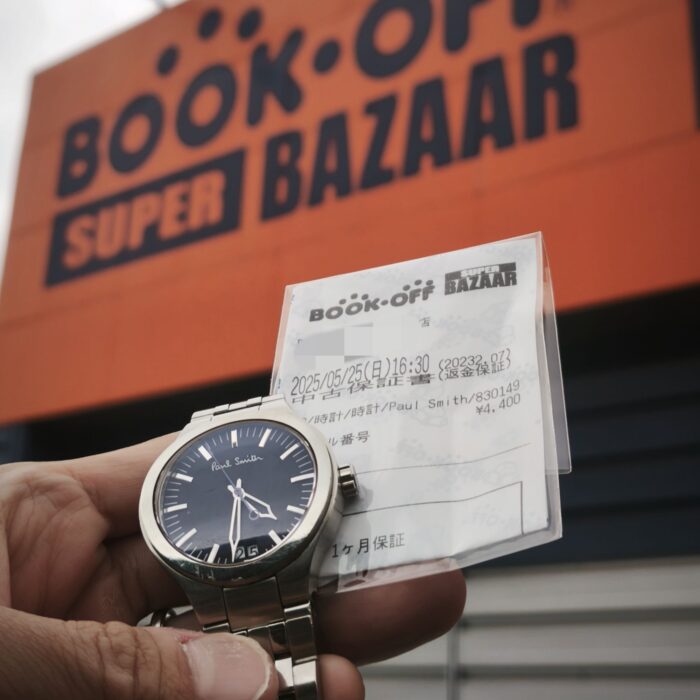 BOOK・OFF
SUPER BAZAAR
BOOK・OFF SUPER BAZAAR
店
2025/05/25(日)16:30 (20232,07)
中古保証書 (返金保証)
/時計/時計/Paul Smith/830149
¥4,400
ル番号
1ヶ月保証
Paul Smith
25